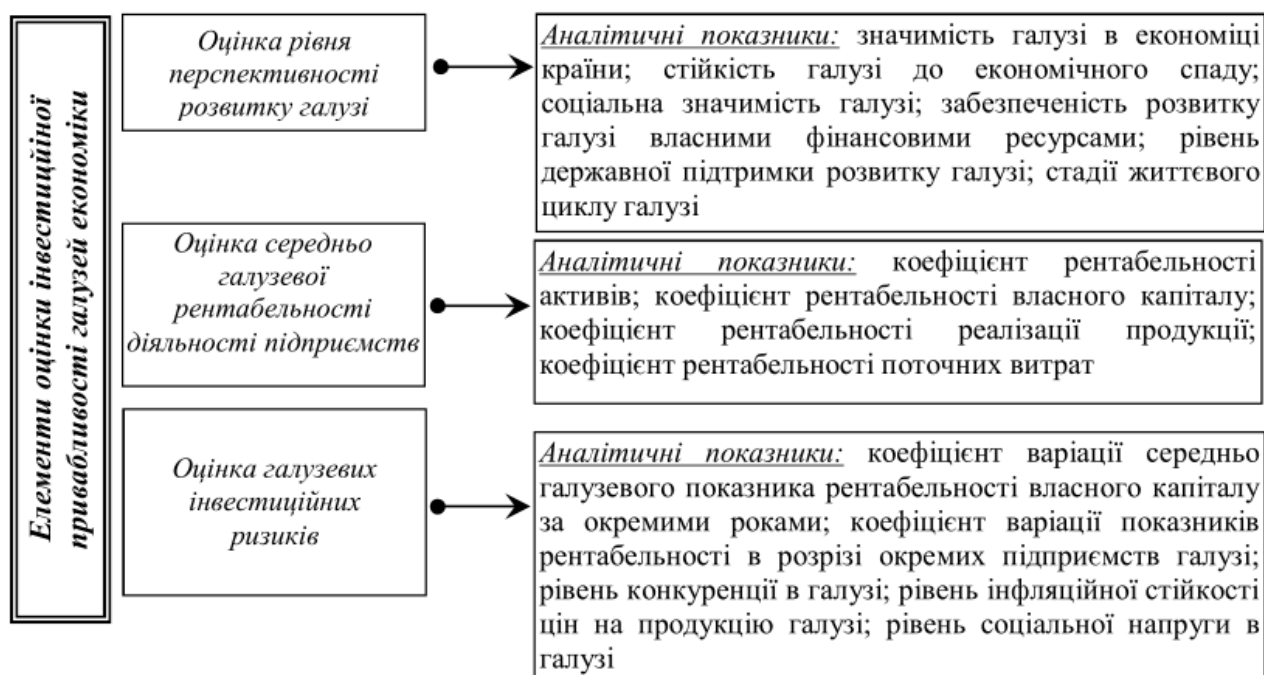 Елементи оцінки інвестиційної
привабливості галузей економіки
Оцінка рівня
перспективності
розвитку галузі
Аналітичні показники: значимість галузі в економіці
країни; стійкість галузі до економічного спаду;
соціальна значимість галузі; забезпеченість розвитку
галузі власними фінансовими ресурсами; рівень
державної підтримки розвитку галузі; стадії життєвого
циклу галузі
Оцінка середньо
галузевої
рентабельності
діяльності підприємств
Аналітичні показники: коефіцієнт рентабельності
активів; коефіцієнт рентабельності власного капіталу;
коефіцієнт рентабельності реалізації продукції;
коефіцієнт рентабельності поточних витрат
Оцінка галузевих
інвестиційних
ризиків
Аналітичні показники: коефіцієнт варіації середньо
галузевого показника рентабельності власного капіталу
за окремими роками; коефіцієнт варіації показників
рентабельності в розрізі окремих підприємств галузі;
рівень конкуренції в галузі; рівень інфляційної стійкості
цін на продукцію галузі; рівень соціальної напруги в
галузі